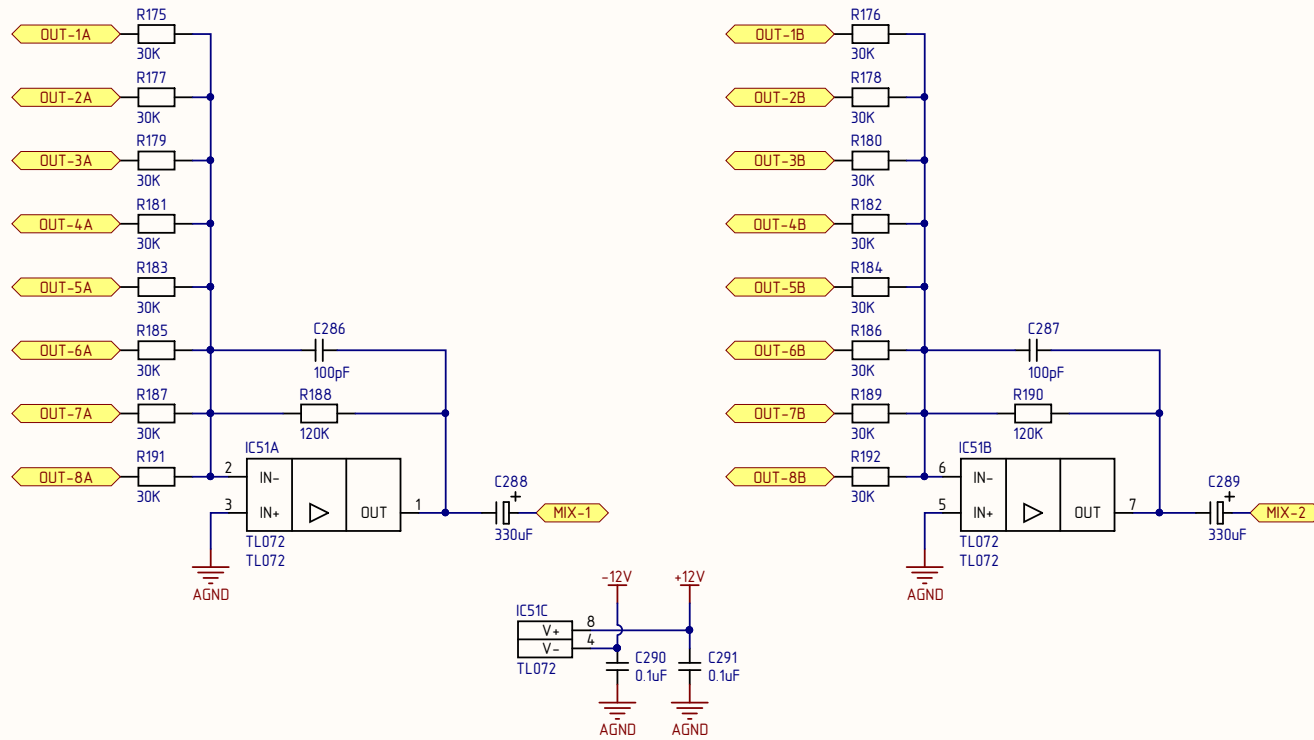 R175
OUT-1A
30K
R177
OUT-2A
30K
R179
OUT-3A
30K
R181
OUT-4A
30K
R183
OUT-5A
30K
R185
OUT-6A
30K
C286
100pF
R187
OUT-7A
30K
R188
120K
R191
OUT-8A
30K
IC51A
2
IN-
3
IN+
OUT
1
TL072
TL072
AGND
C288
+
330uF
MIX-1
R176
OUT-1B
30K
R178
OUT-2B
30K
R180
OUT-3B
30K
R182
OUT-4B
30K
R184
OUT-5B
30K
R186
OUT-6B
30K
C287
100pF
R189
OUT-7B
30K
R190
120K
R192
OUT-8B
30K
IC51B
6
IN-
5
IN+
OUT
7
TL072
TL072
AGND
C289
+
330uF
MIX-2
-12V
+12V
IC51C
V+
8
V-
4
TL072
C290
0.1uF
C291
0.1uF
AGND
AGND